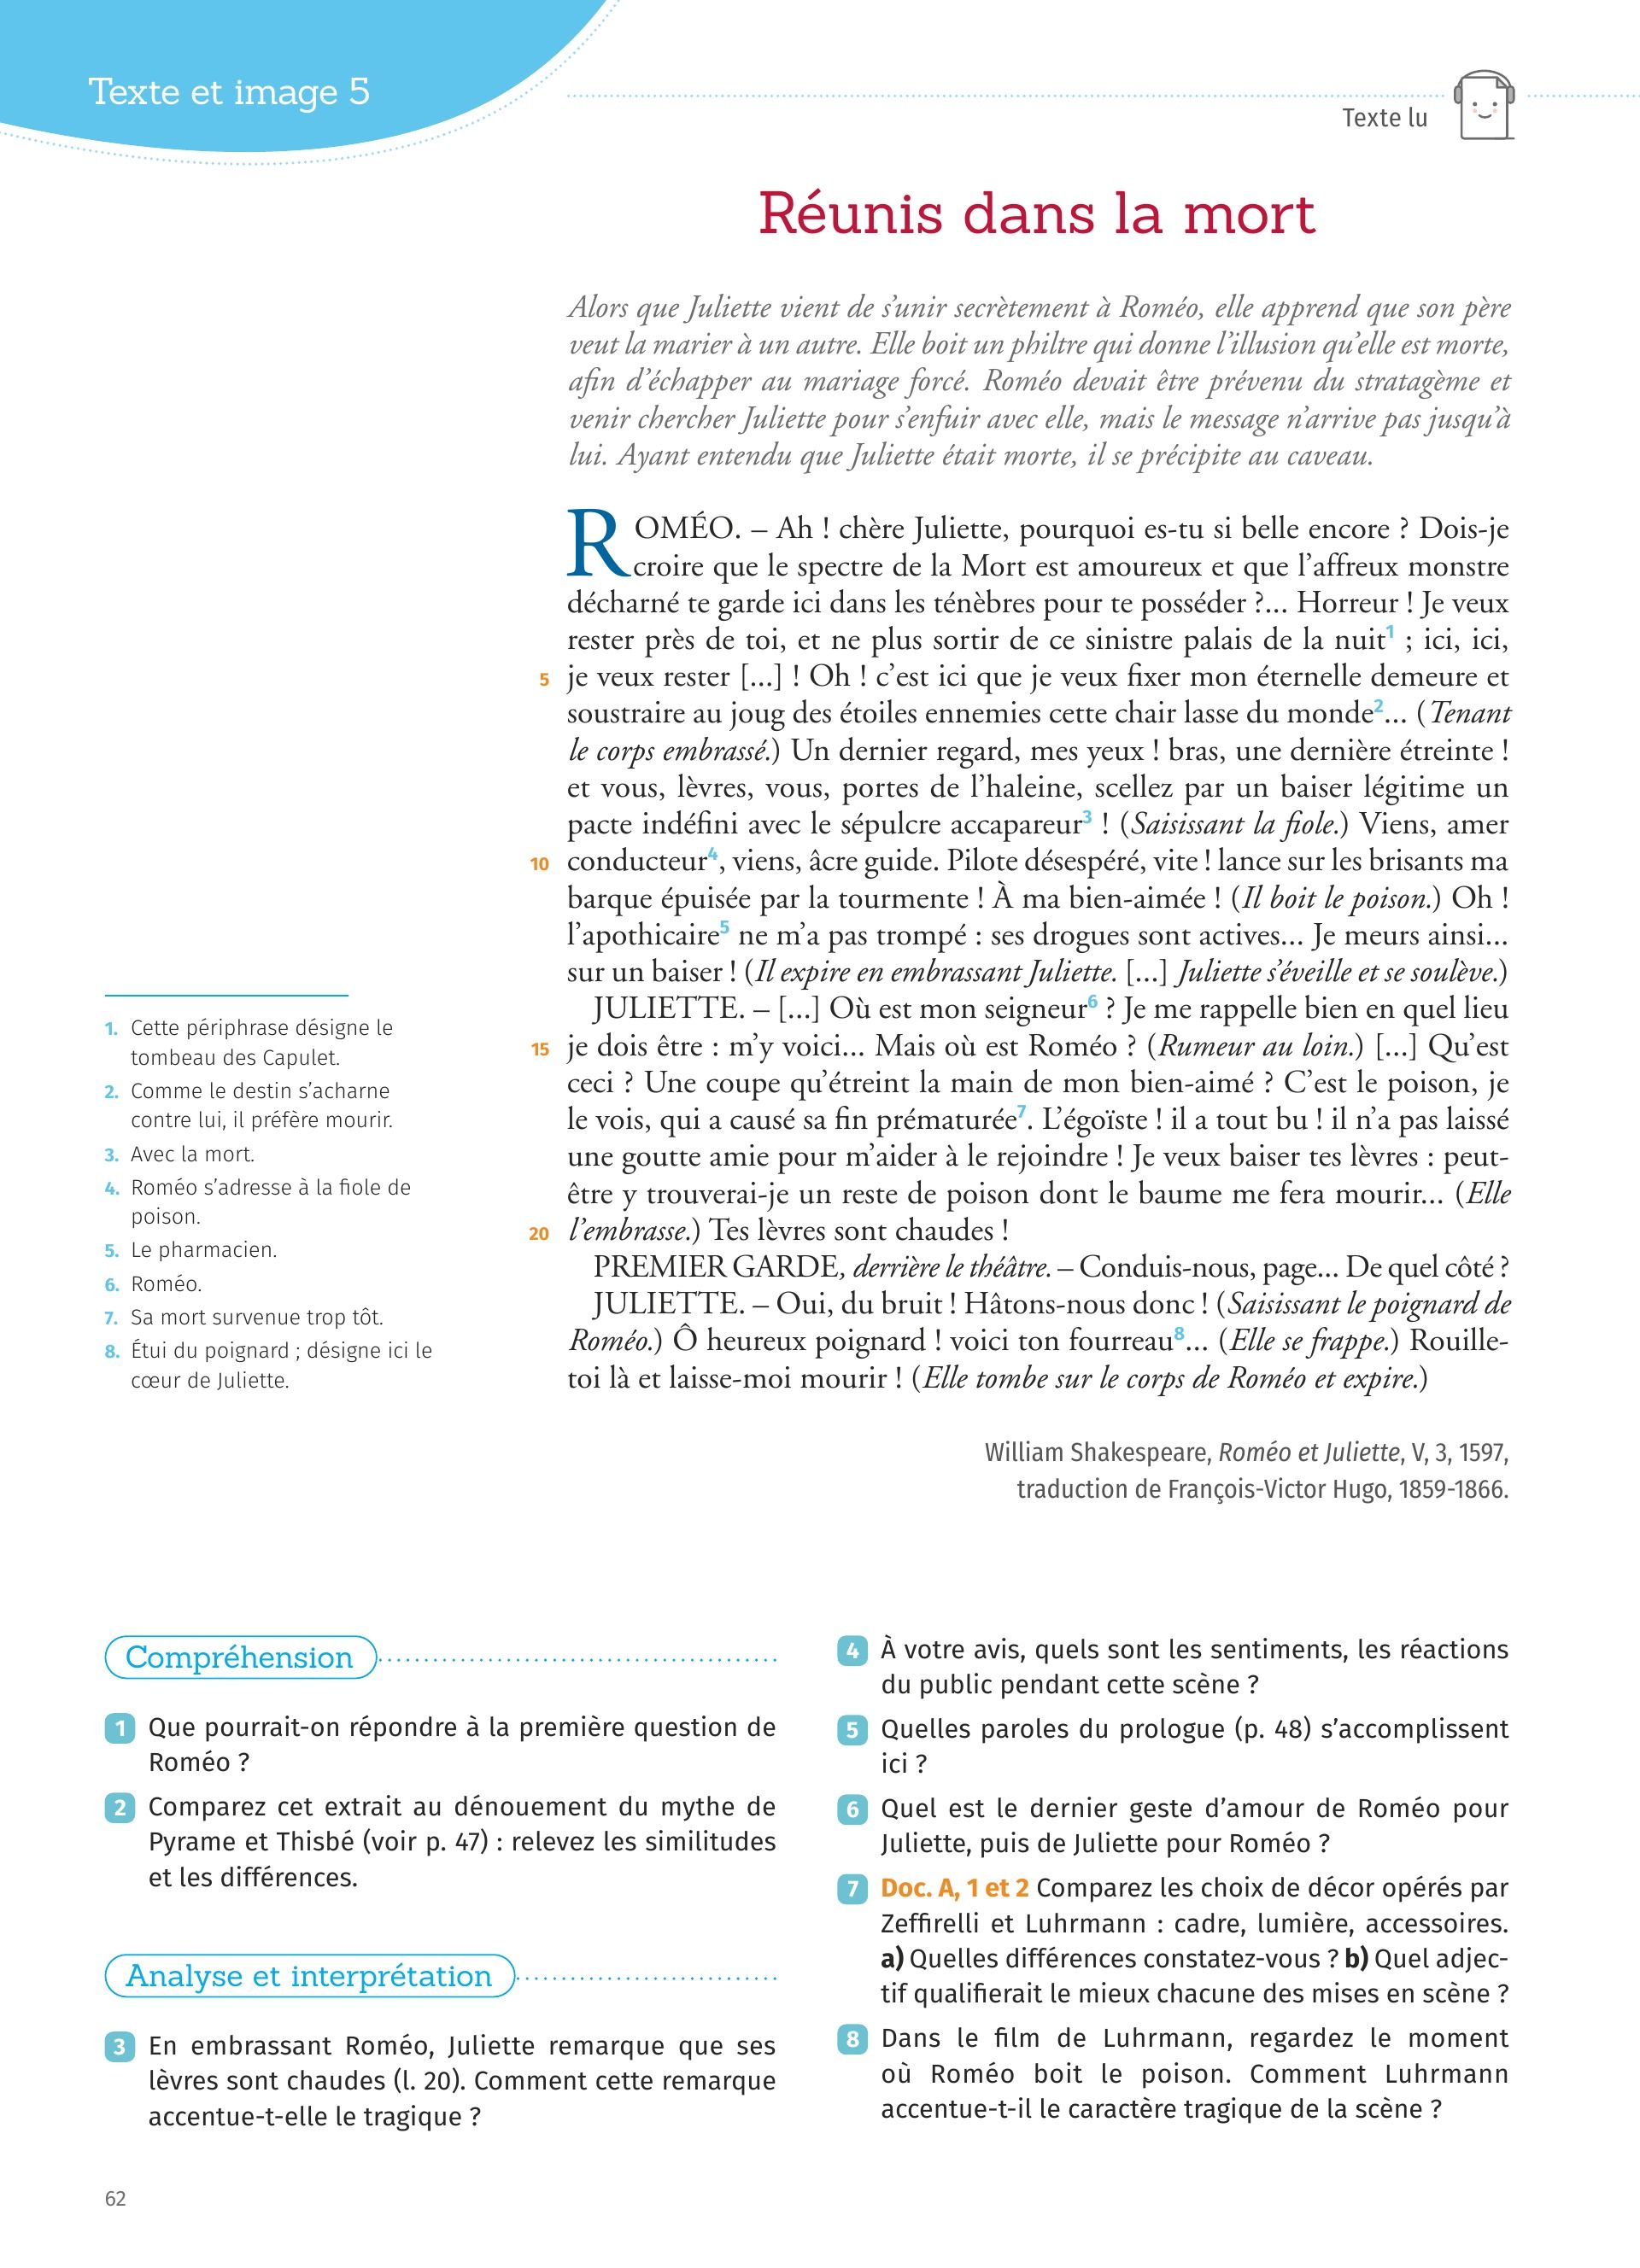 Texte et image 5
Texte lu
Réunis dans la mort
Alors que Juliette vient de s’unir secrètement à Roméo, elle apprend que son père
veut la marier à un autre. Elle boit un philtre qui donne l’illusion qu’elle est morte,
afin d’échapper au mariage forcé. Roméo devait être prévenu du stratagème et
venir chercher Juliette pour s’enfuir avec elle, mais le message n’arrive pas jusqu’à
lui. Ayant entendu que Juliette était morte, il se précipite au caveau.
ROMÉO. – Ah ! chère Juliette, pourquoi es-tu si belle encore ? Dois-je
croire que le spectre de la Mort est amoureux et que l’affreux monstre
décharné te garde ici dans les ténèbres pour te posséder ?... Horreur ! Je veux
rester près de toi, et ne plus sortir de ce sinistre palais de la nuit1 ; ici, ici,
5 je veux rester [...] ! Oh ! c’est ici que je veux fixer mon éternelle demeure et
soustraire au joug des étoiles ennemies cette chair lasse du monde2... (Tenant
le corps embrassé.) Un dernier regard, mes yeux ! bras, une dernière étreinte !
et vous, lèvres, vous, portes de l’haleine, scellez par un baiser légitime un
pacte indéfini avec le sépulcre accapareur3 ! (Saisissant la fiole.) Viens, amer
10 conducteur4, viens, âcre guide. Pilote désespéré, vite ! lance sur les brisants ma
barque épuisée par la tourmente ! À ma bien-aimée ! (Il boit le poison.) Oh !
l’apothicaire5 ne m’a pas trompé : ses drogues sont actives... Je meurs ainsi...
sur un baiser ! (Il expire en embrassant Juliette. [...] Juliette s’éveille et se soulève.)
JULIETTE. – [...] Où est mon seigneur6 ? Je me rappelle bien en quel lieu
15 je dois être : m’y voici... Mais où est Roméo ? (Rumeur au loin.) [...] Qu’est
ceci ? Une coupe qu’étreint la main de mon bien-aimé ? C’est le poison, je
le vois, qui a causé sa fin prématurée7. L’égoïste ! il a tout bu ! il n’a pas laissé
une goutte amie pour m’aider à le rejoindre ! Je veux baiser tes lèvres : peut-
être y trouverai-je un reste de poison dont le baume me fera mourir... (Elle
20 l’embrasse.) Tes lèvres sont chaudes !
PREMIER GARDE, derrière le théâtre. – Conduis-nous, page... De quel côté ?
JULIETTE. – Oui, du bruit ! Hâtons-nous donc ! (Saisissant le poignard de
Roméo.) Ô heureux poignard ! voici ton fourreau8... (Elle se frappe.) Rouille-
toi là et laisse-moi mourir ! (Elle tombe sur le corps de Roméo et expire.)
William Shakespeare, Roméo et Juliette, V, 3, 1597,
traduction de François-Victor Hugo, 1859-1866.
1. Cette périphrase désigne le
tombeau des Capulet.
2. Comme le destin s’acharne
contre lui, il préfère mourir.
3. Avec la mort.
4. Roméo s’adresse à la fiole de
poison.
5. Le pharmacien.
6. Roméo.
7. Sa mort survenue trop tôt.
8. Étui du poignard ; désigne ici le
cœur de Juliette.
Compréhension
1 Que pourrait-on répondre à la première question de
Roméo ?
2 Comparez cet extrait au dénouement du mythe de
Pyrame et Thisbé (voir p. 47) : relevez les similitudes
et les différences.
Analyse et interprétation
3 En embrassant Roméo, Juliette remarque que ses
lèvres sont chaudes (l. 20). Comment cette remarque
accentue-t-elle le tragique ?
4 À votre avis, quels sont les sentiments, les réactions
du public pendant cette scène ?
5 Quelles paroles du prologue (p. 48) s’accomplissent
ici ?
6 Quel est le dernier geste d’amour de Roméo pour
Juliette, puis de Juliette pour Roméo ?
7 Doc. A, 1 et 2 Comparez les choix de décor opérés par
Zeffirelli et Luhrmann : cadre, lumière, accessoires.
a) Quelles différences constatez-vous ? b) Quel adjec-
tif qualifierait le mieux chacune des mises en scène ?
8 Dans le film de Luhrmann, regardez le moment
où Roméo boit le poison. Comment Luhrmann
accentue-t-il le caractère tragique de la scène ?
62